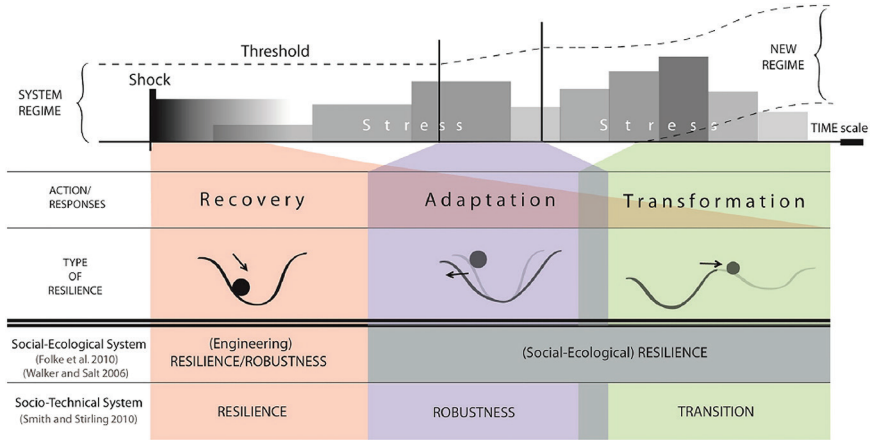 Threshold
NEW
REGIME
Shock
SYSTEM
REGIME
Stress
Stress
TIME scale
ACTION/
RESPONSES
Recovery
Adaptation
Transformation
TYPE
OF
RESILIENCE
Social-Ecological System
(Folke et al. 2010)
(Walker and Salt 2006)
(Engineering)
RESILIENCE/ROBUSTNESS
(Social-Ecological) RESILIENCE
Socio-Technical System
(Smith and Stirling 2010)
RESILIENCE
ROBUSTNESS
TRANSITION